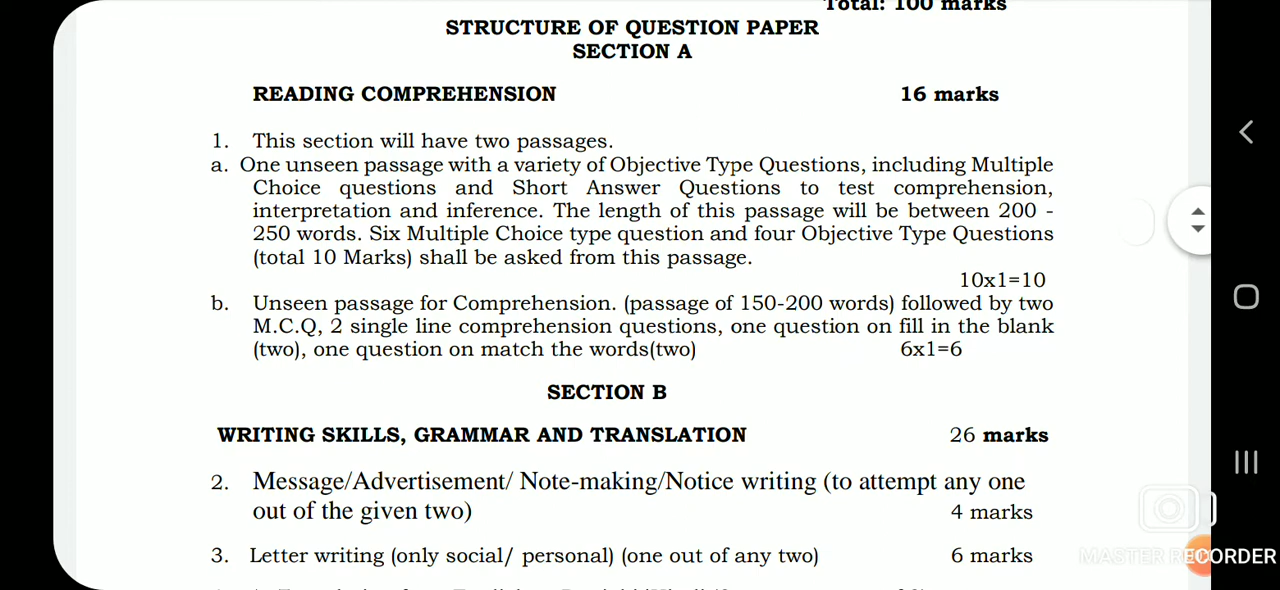 Total: 100 marks
STRUCTURE OF QUESTION PAPER
SECTION A
READING COMPREHENSION 16 marks
1. This section will have two passages.
a. One unseen passage with a variety of Objective Type Questions, including Multiple
Choice questions and Short Answer Questions to test comprehension,
interpretation and inference. The length of this passage will be between 200 -
250 words. Six Multiple Choice type question and four Objective Type Questions
(total 10 Marks) shall be asked from this passage.
10x1=10
b. Unseen passage for Comprehension. (passage of 150-200 words) followed by two
M.C.Q, 2 single line comprehension questions, one question on fill in the blank
(two), one question on match the words(two) 6x1=6
SECTION B
WRITING SKILLS, GRAMMAR AND TRANSLATION 26 marks
2. Message/Advertisement/ Note-making/Notice writing (to attempt any one
out of the given two) 4 marks
3. Letter writing (only social/ personal) (one out of any two) 6 marks
MASTER RECORDER